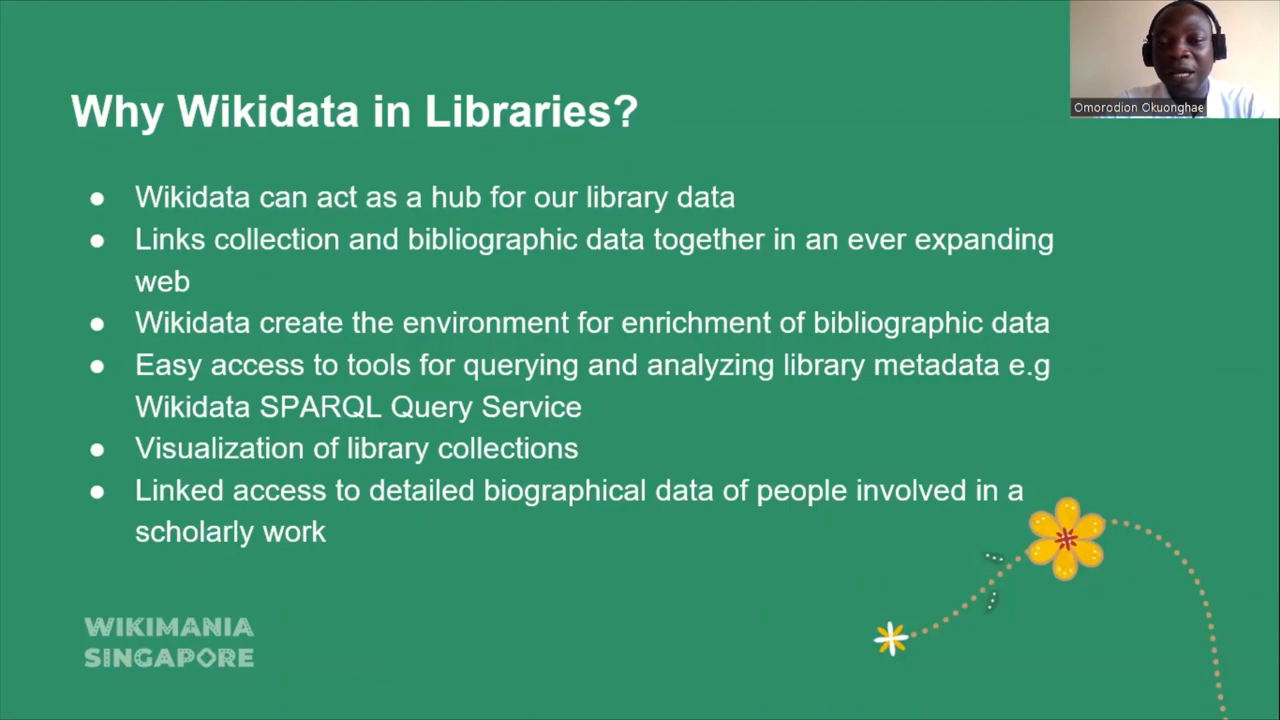 Why Wikidata in Libraries?
● Wikidata can act as a hub for our library data
● Links collection and bibliographic data together in an ever expanding
web
● Wikidata create the environment for enrichment of bibliographic data
● Easy access to tools for querying and analyzing library metadata e.g
Wikidata SPARQL Query Service
● Visualization of library collections
● Linked access to detailed biographical data of people involved in a
scholarly work
WIKIMANIA
SINGAPORE
Omorodion Okuonghae